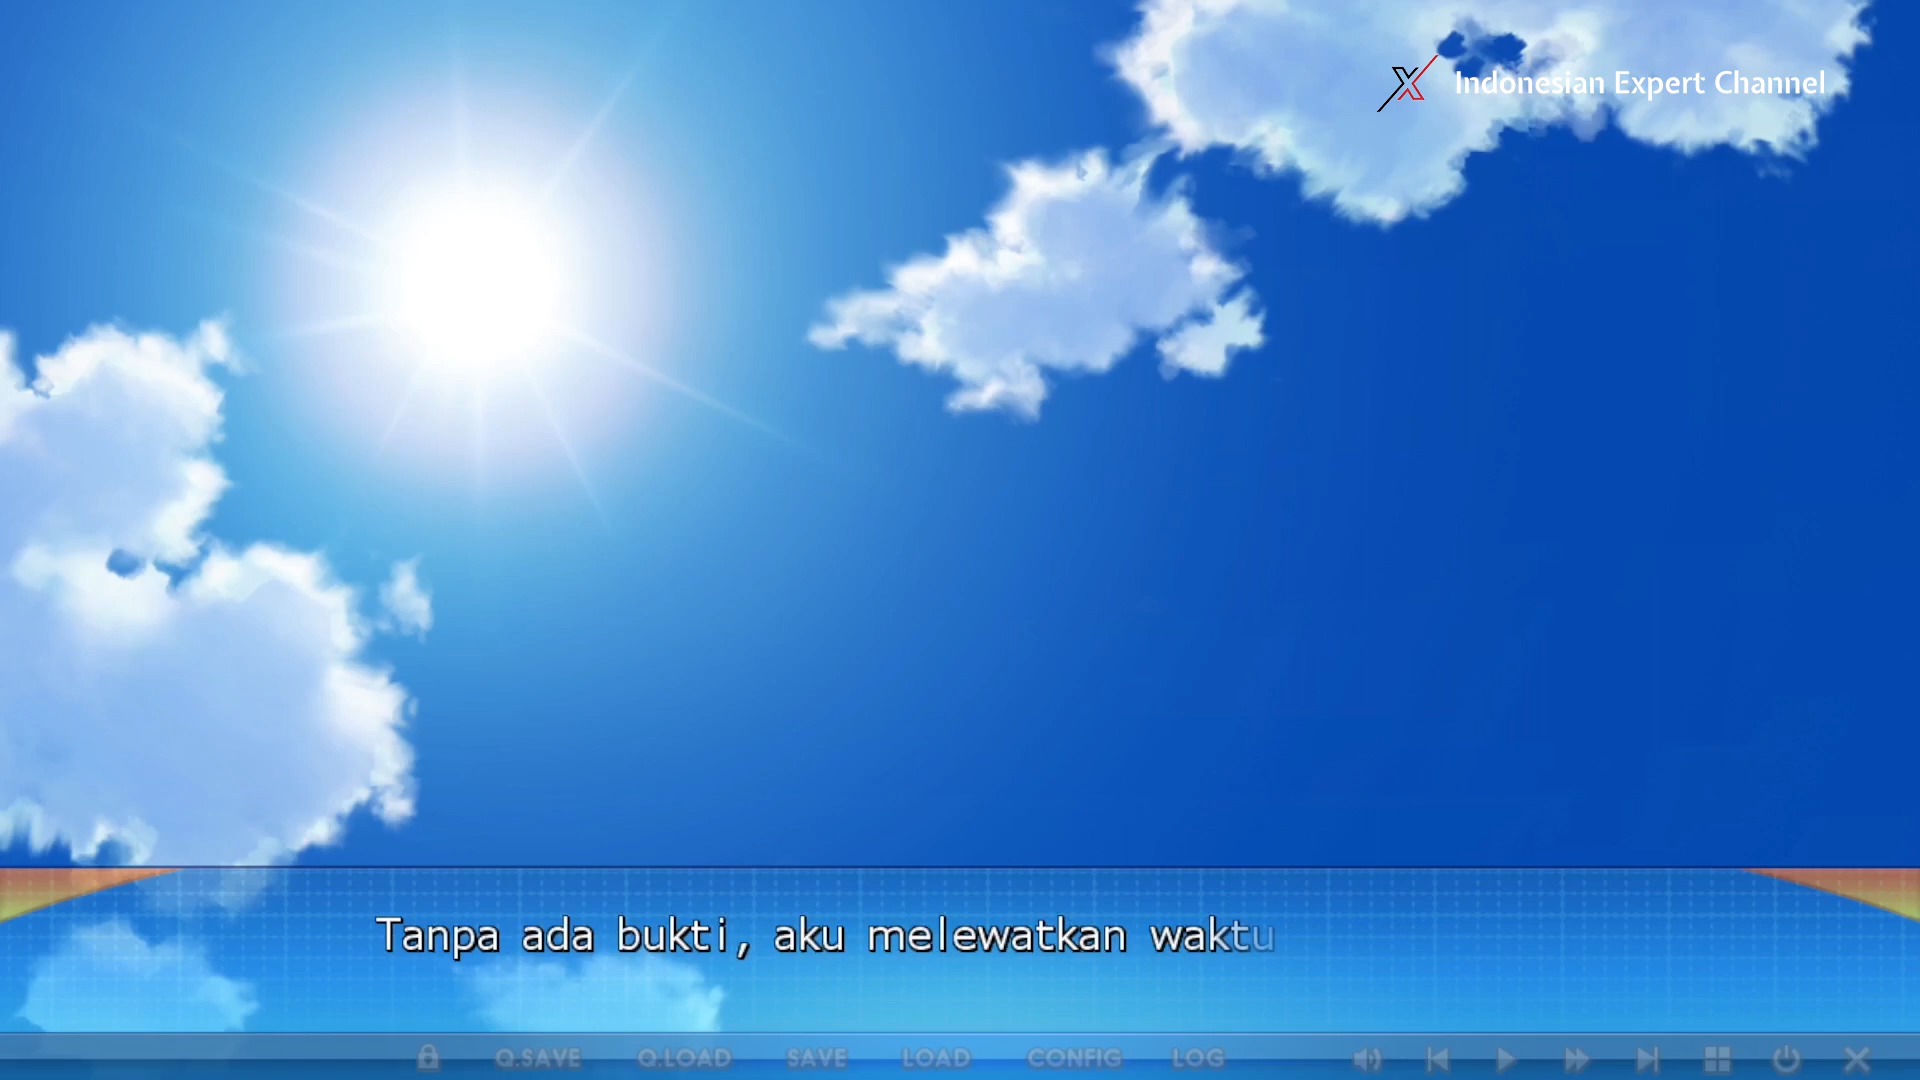 Indonesian Expert Channel
Tanpa ada bukti, aku melewatkan waktu
Q.SAVE Q.LOAD SAVE LOAD CONFIG LOG